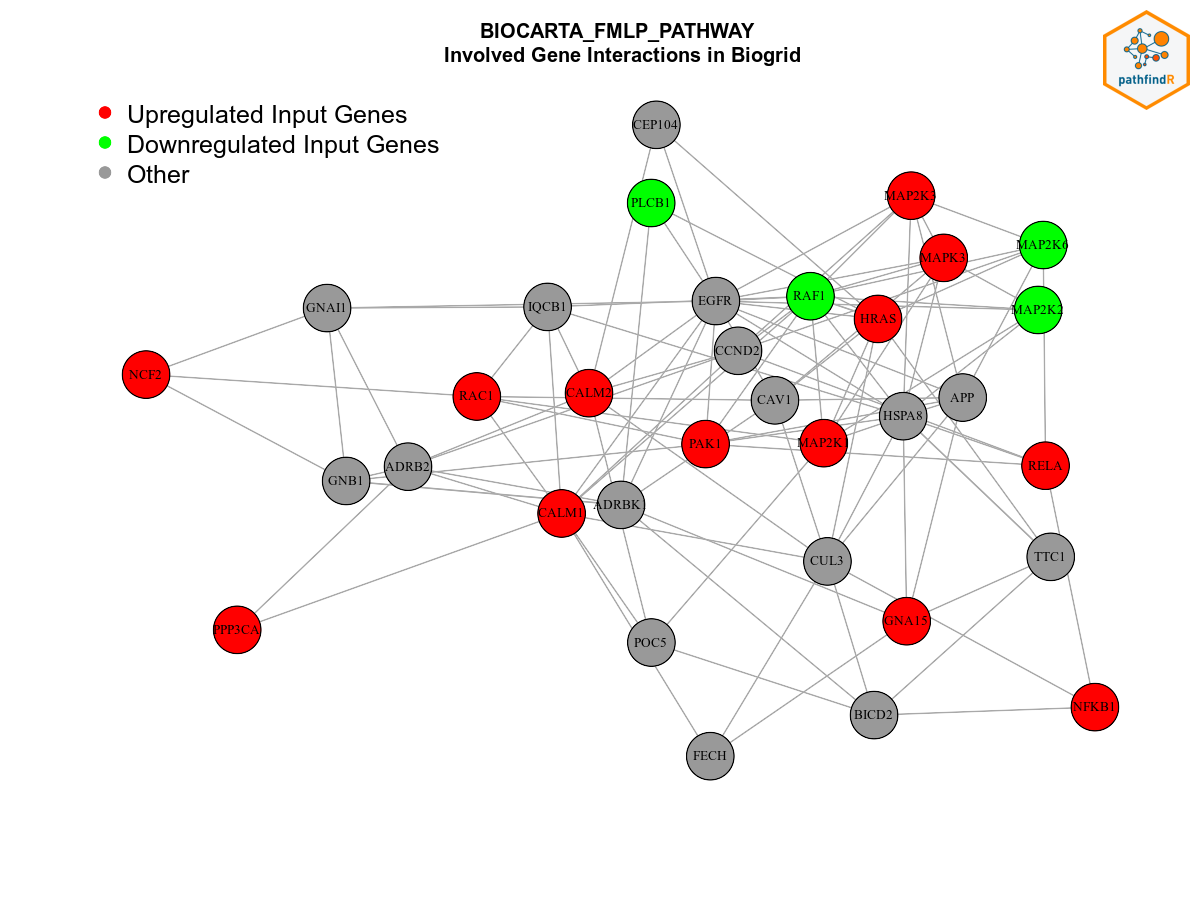 BIOCARTA_FMLP_PATHWAY
Involved Gene Interactions in Biogrid
pathfindR
Upregulated Input Genes
Downregulated Input Genes
Other
CEP104
PLCB1
MAP2K
MAP2K6
MAPK3
GNAI1
IQCB1
EGFR
RAF1
HRAS
MAP2K2
CCND2
NCF2
RAC1
CALM2
CAV1
APP
HSPA8
PAK1
MAP2K
RELA
GNB1
ADRB2
CALM1
ADRBK
CUL3
TTC1
PPP3CA
POC5
GNA15
BICD2
NFKB1
FECH